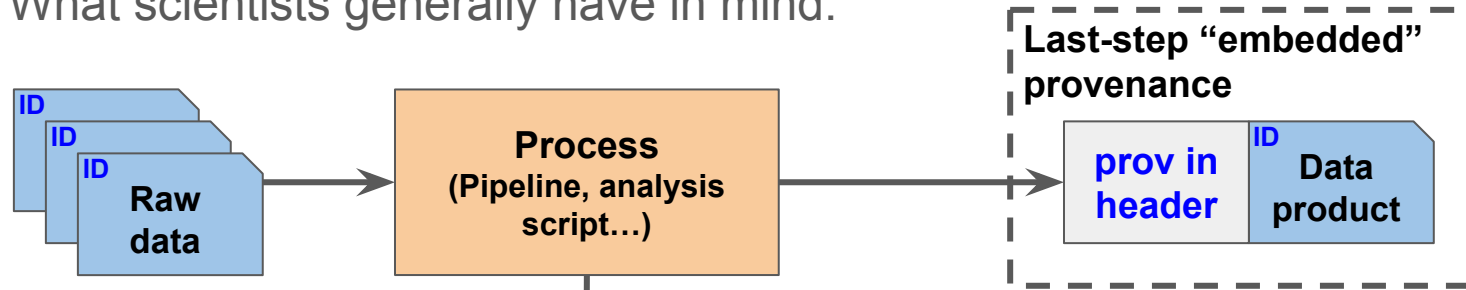 What scientists generally have in mind:
Last-step “embedded”
provenance
ID
ID
ID
Raw
data
Process
(Pipeline, analysis
script…)
prov in
header
ID
Data
product